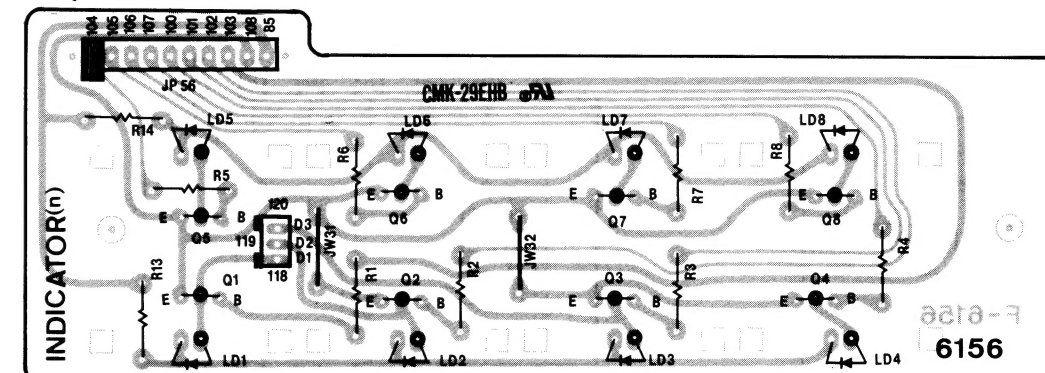 104 105 106 107 100 101 102 103 108 85
JP56
CMK-29EHB
R14
LD5
LD6
LD7
LD8
R6
R8
R5
R7
E
B
E Q6 B
E Q7 B
E Q8 B
Q5
120
119
118
D3
D2
D1
JW31
JW32
R4
R13
Q1
E B
R1
E Q2 B
R2
E Q3 B
R3
E Q4 B
LD1
LD2
LD3
LD4
INDICATOR(n)
F-6156
6156